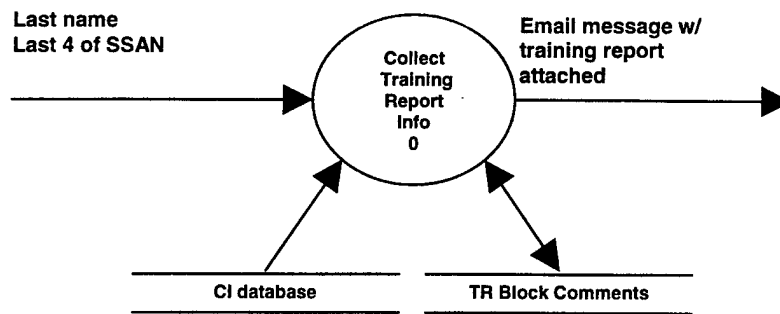 Last name
Last 4 of SSAN
Collect
Training
Report
Info
0
Email message w/
training report
attached
CI database
TR Block Comments